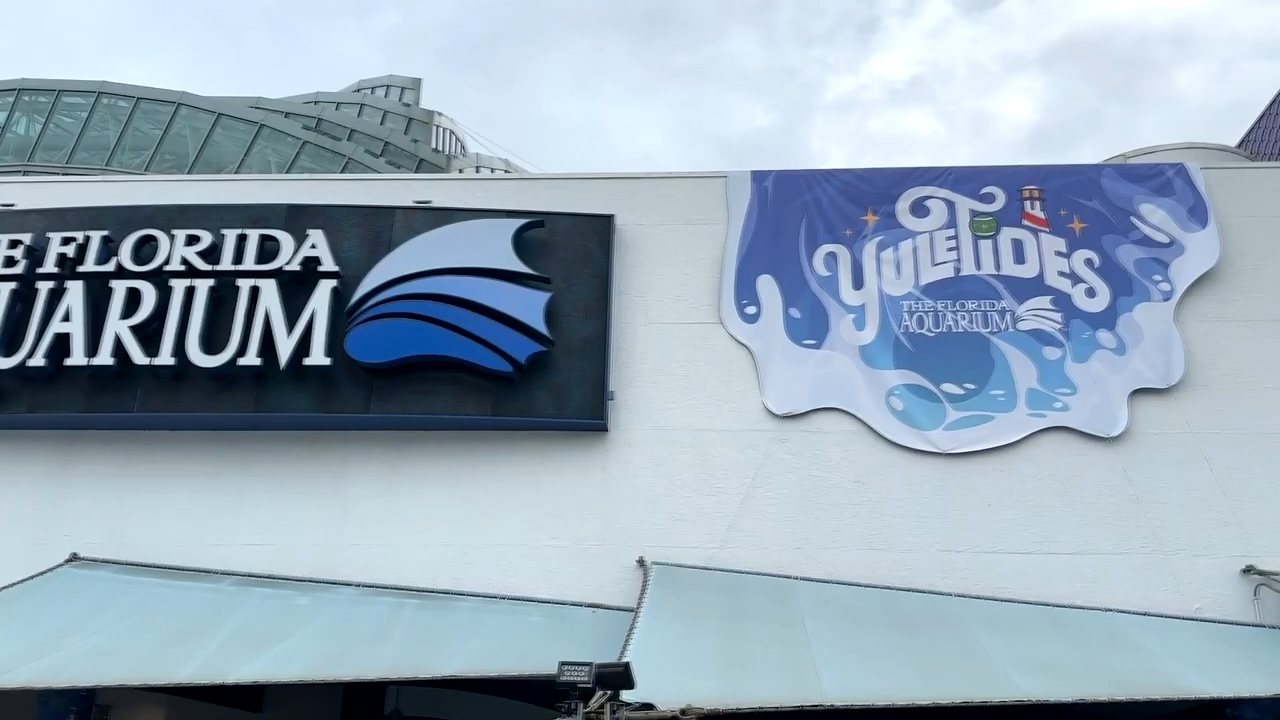 E FLORIDA
UARIUM
YULETIDES
THE FLORIDA
AQUARIUM